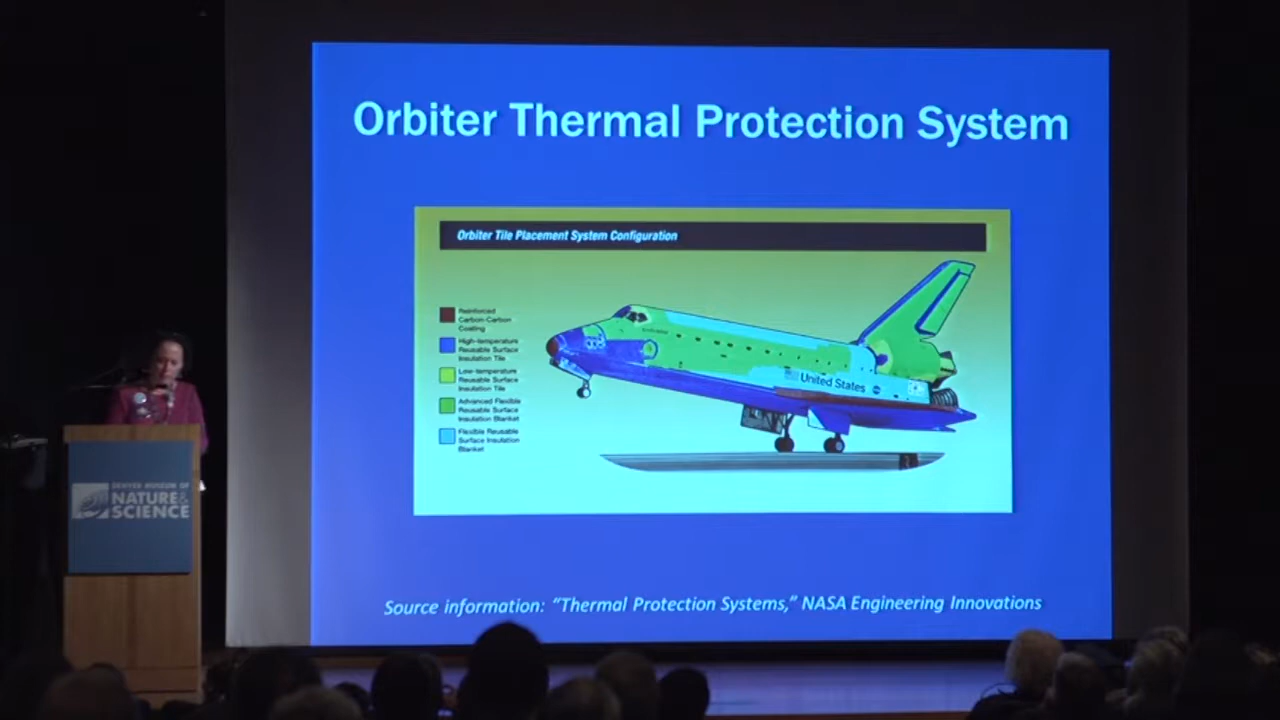 Orbiter Thermal Protection System
Orbiter Tile Placement System Configuration
Reinforced
Carbon-Carbon
Coating
High-temperature
Reusable Surface
Insulation Tile
Low-temperature
Reusable Surface
Insulation Tile
Advanced Flexible
Reusable Surface
Insulation Blanket
Flexible Reusable
Surface Insulation
Blanket
United States
Source information: “Thermal Protection Systems,” NASA Engineering Innovations
DENVER MUSEUM OF
NATURE &
SCIENCE